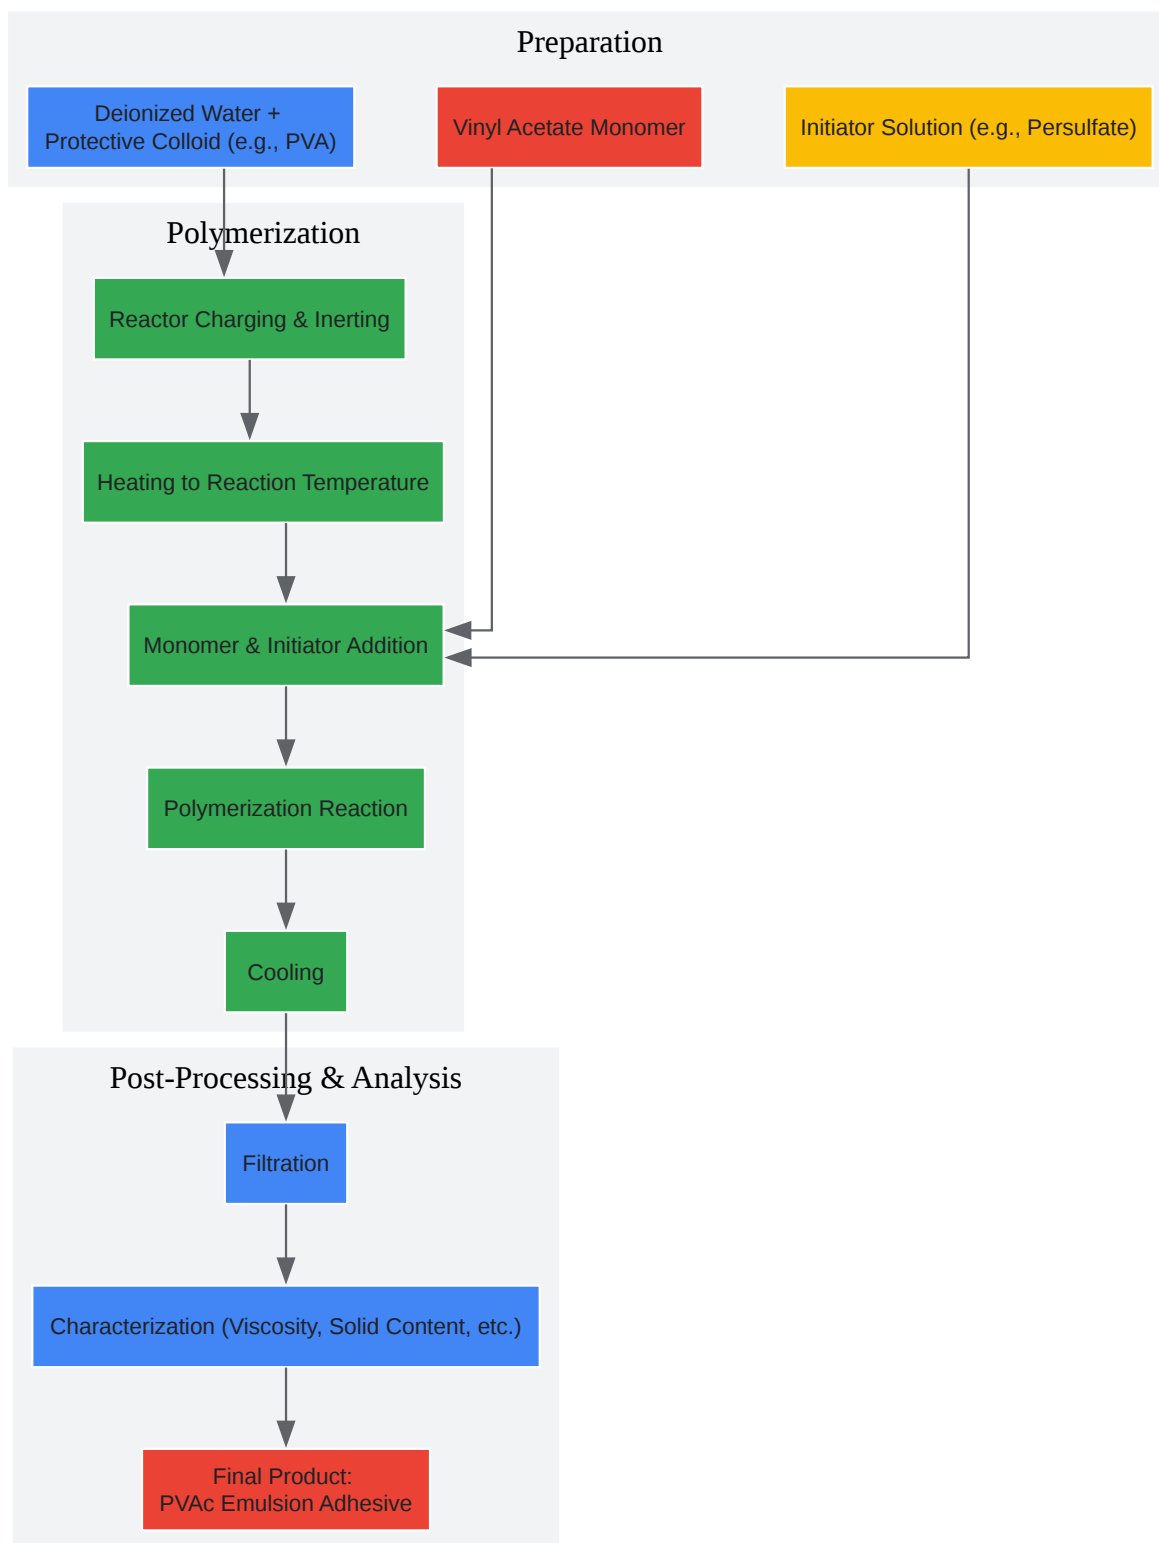 Preparation
Deionized Water +
Protective Colloid (e.g., PVA)
Vinyl Acetate Monomer
Initiator Solution (e.g., Persulfate)
Polymerization
Reactor Charging & Inerting
Heating to Reaction Temperature
Monomer & Initiator Addition
Polymerization Reaction
Cooling
Post-Processing & Analysis
Filtration
Characterization (Viscosity, Solid Content, etc.)
Final Product:
PVAc Emulsion Adhesive